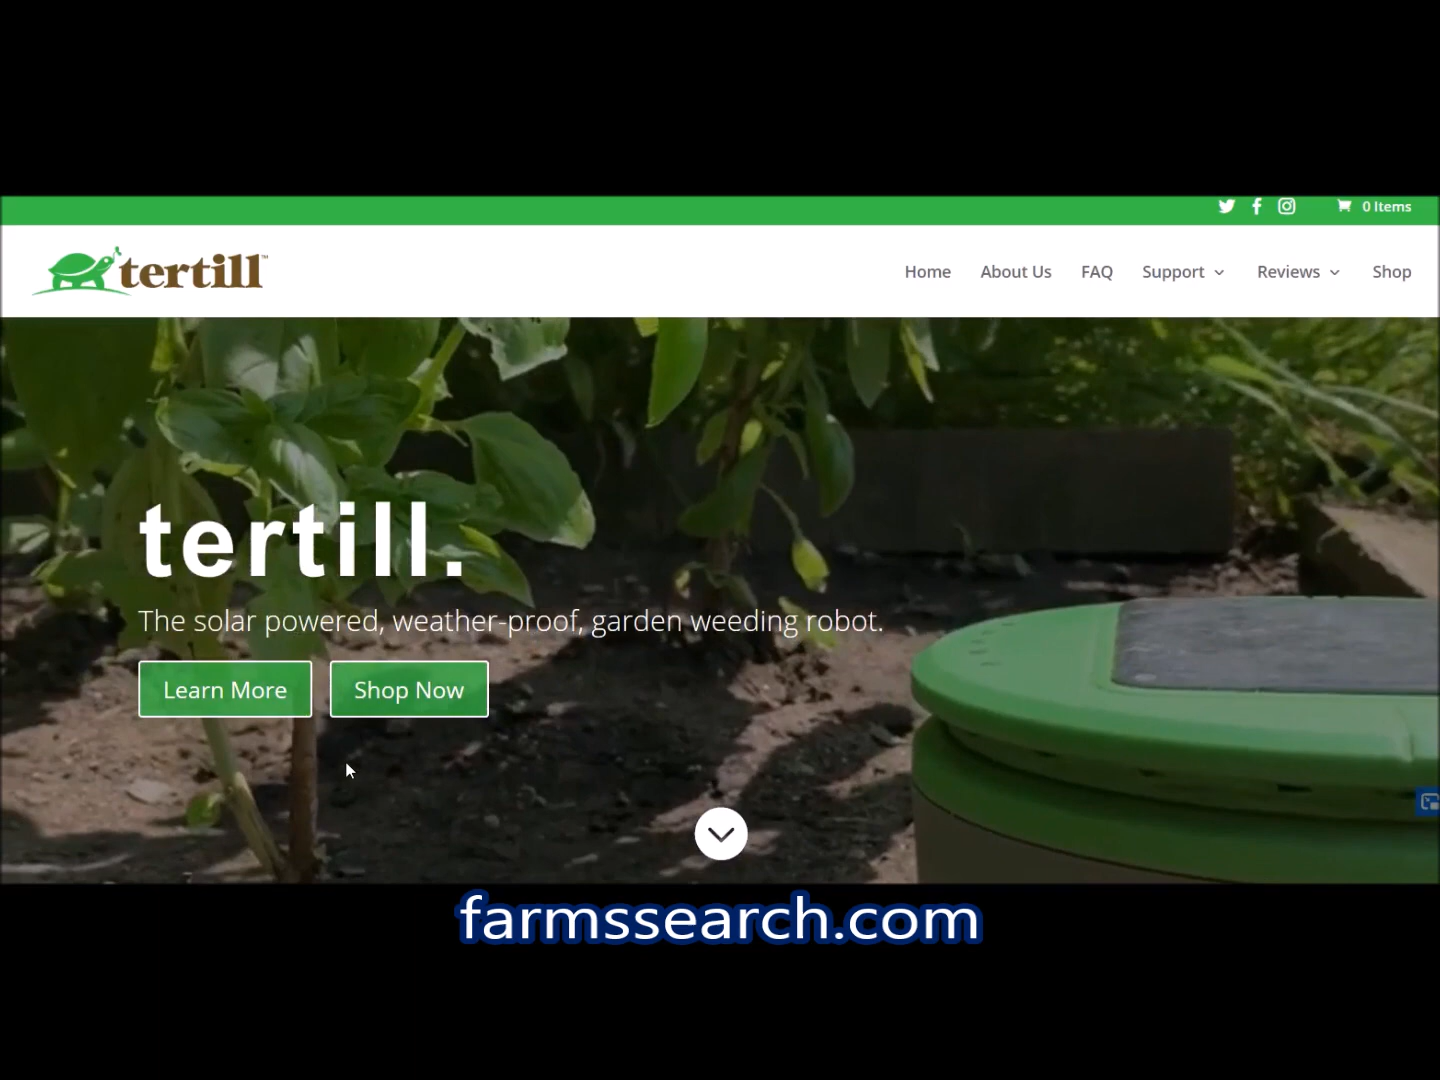 0 Items
tertill™
Home About Us FAQ Support Reviews Shop
tertill.
The solar powered, weather-proof, garden weeding robot.
Learn More Shop Now
farmssearch.com